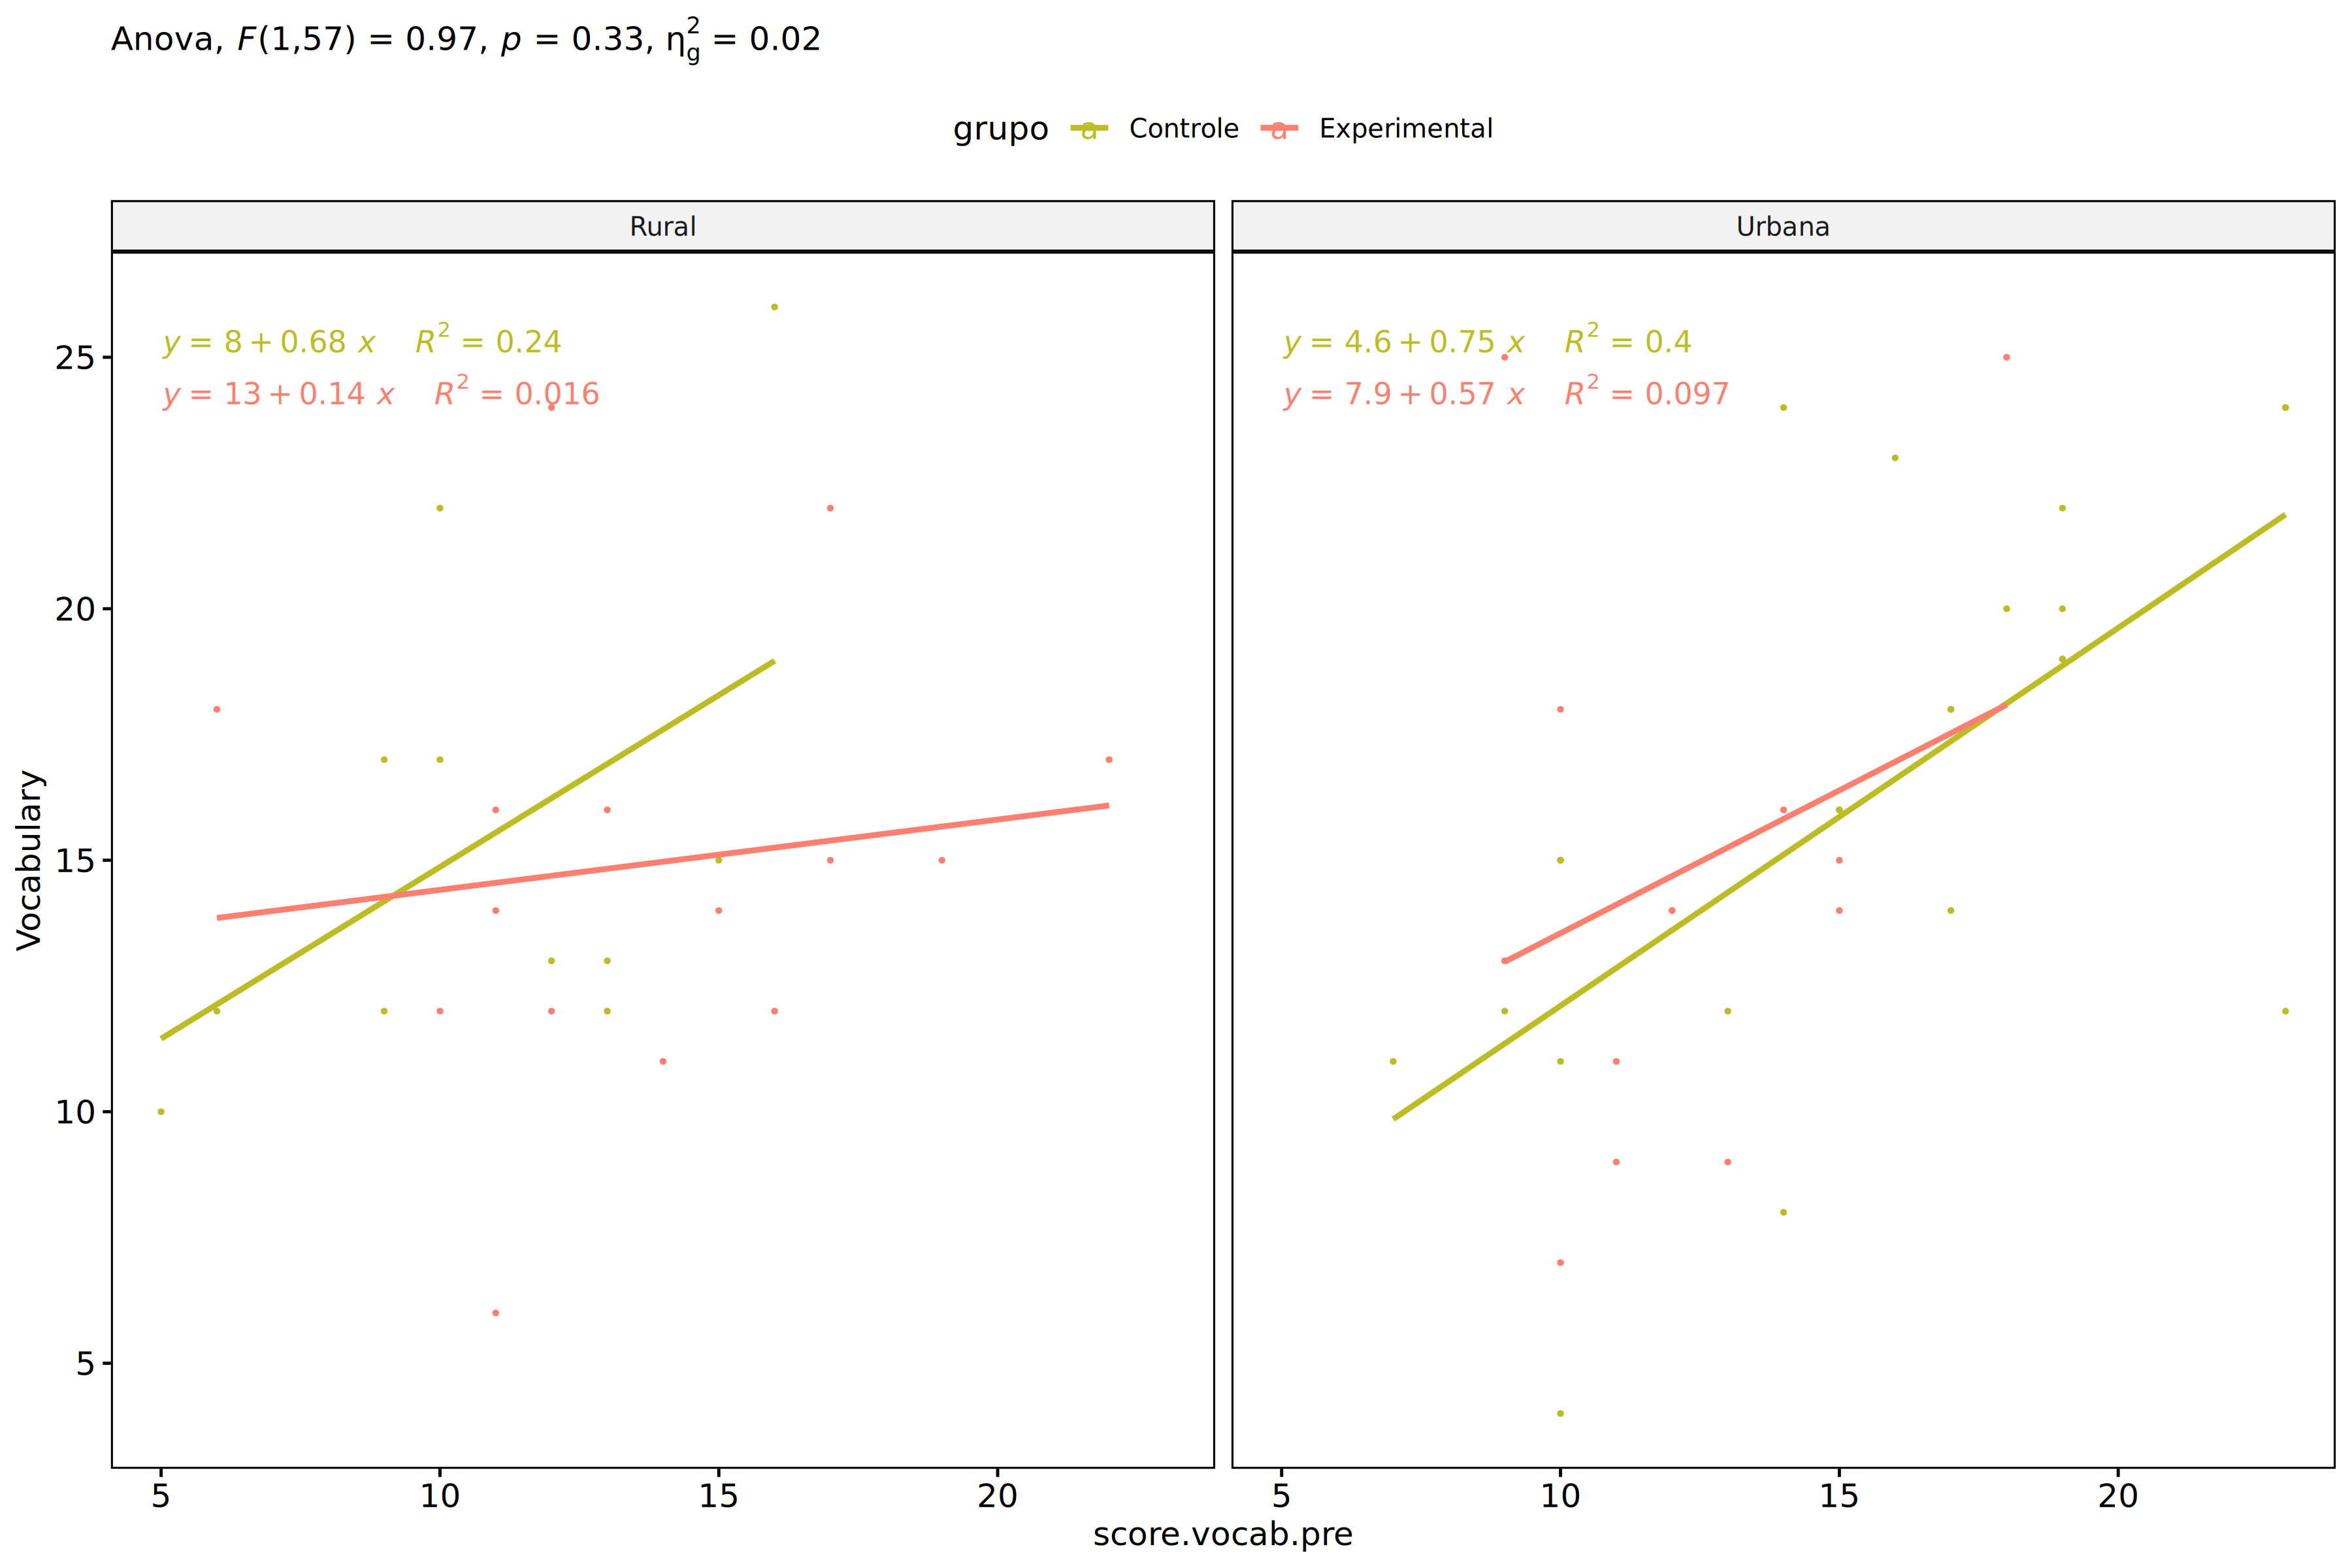 Anova, F(1,57) = 0.97, p = 0.33, η²g = 0.02
grupo a Controle a Experimental
Rural
Urbana
y = 8 + 0.68 x R² = 0.24
y = 13 + 0.14 x R² = 0.016
y = 4.6 + 0.75 x R² = 0.4
y = 7.9 + 0.57 x R² = 0.097
Vocabulary
25
20
15
10
5
5 10 15 20
5 10 15 20
score.vocab.pre